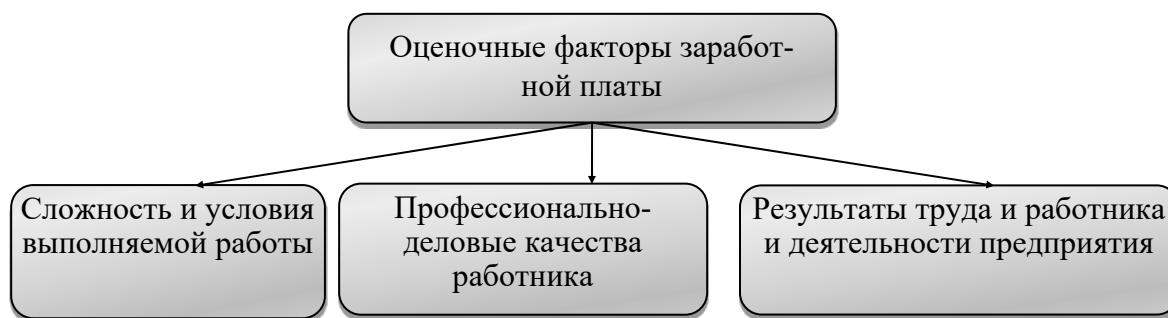 Оценочные факторы заработ-
ной платы
Сложность и условия
выполняемой работы
Профессионально-
деловые качества
работника
Результаты труда и работника
и деятельности предприятия